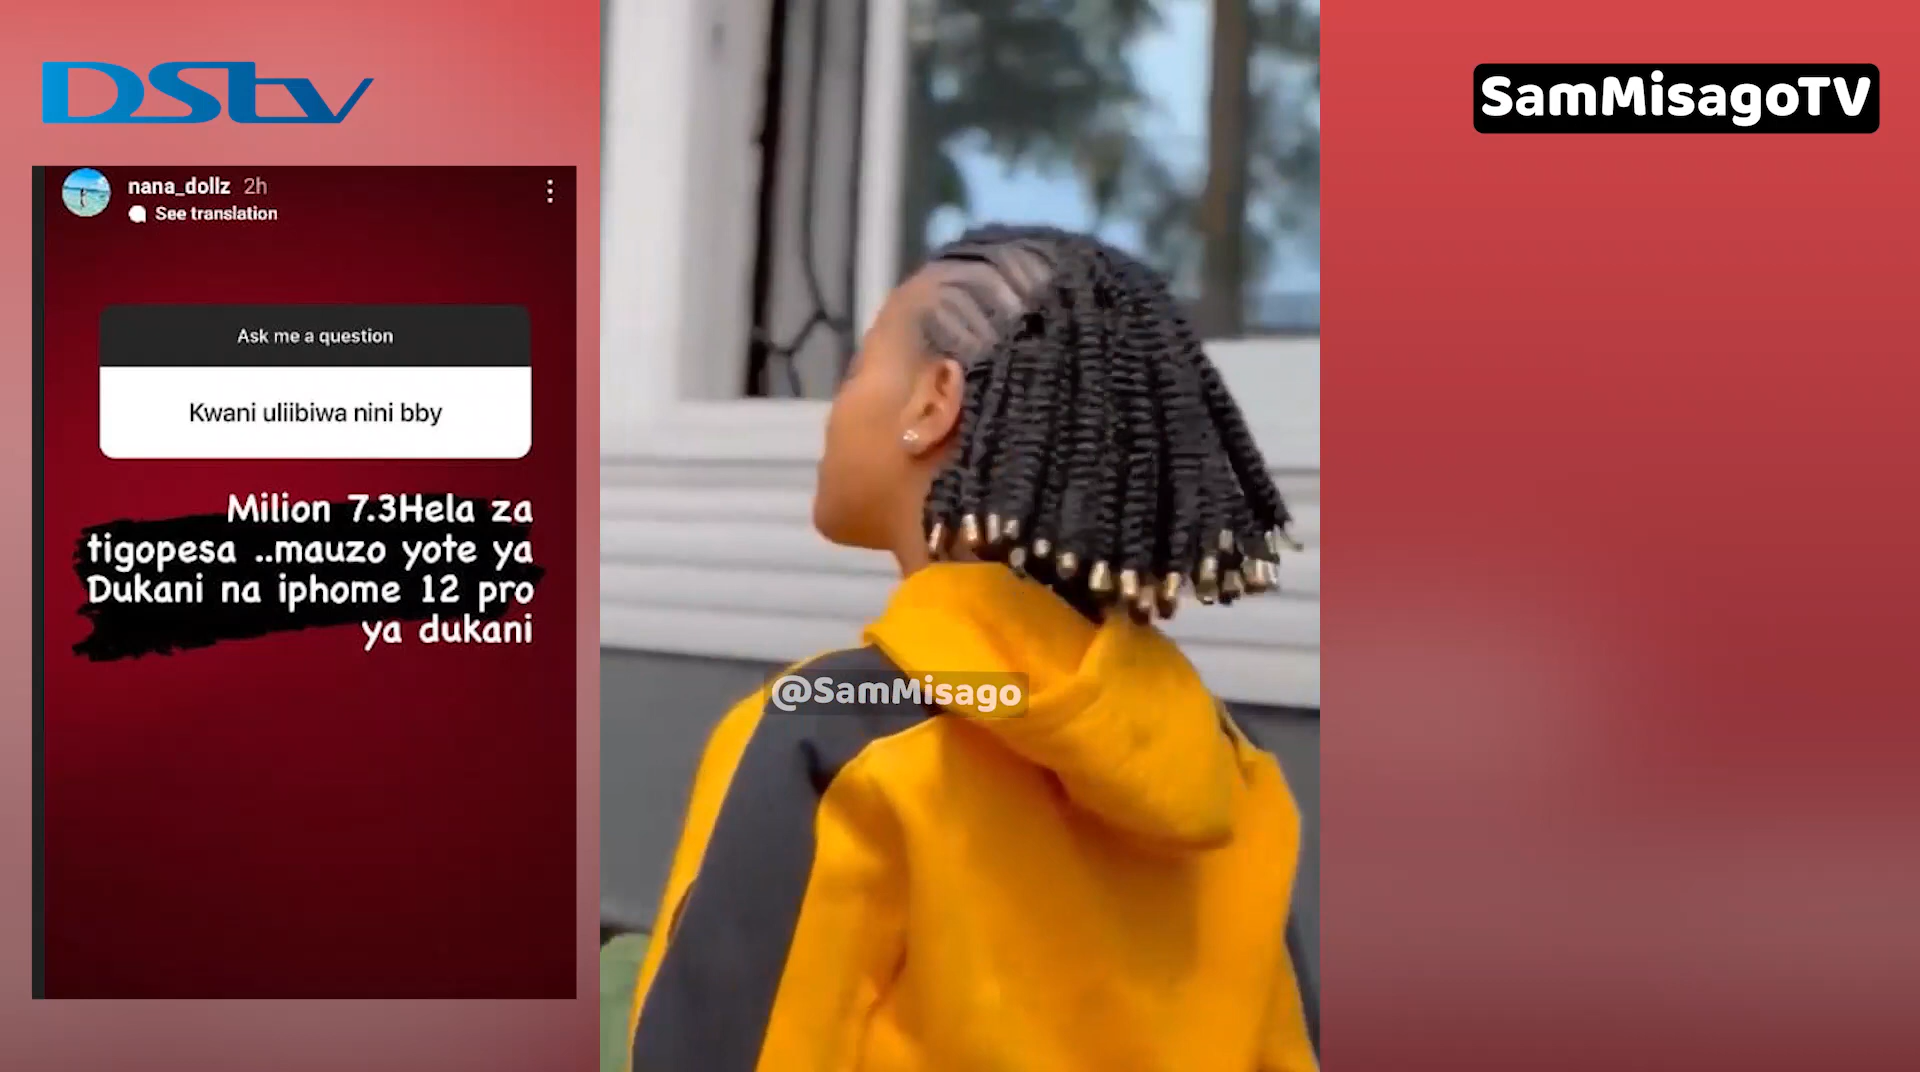 DStv
SamMisagoTV
nana_dollz 2h
See translation
Ask me a question
Kwani uliibiwa nini bby
Milion 7.3Hela za
tigopesa ..mauzo yote ya
Dukani na iphome 12 pro
ya dukani
@SamMisago